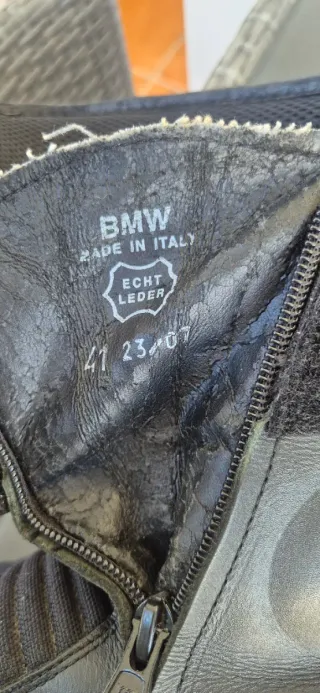 BMW
MADE IN ITALY
ECHT
LEDER
41 23/07